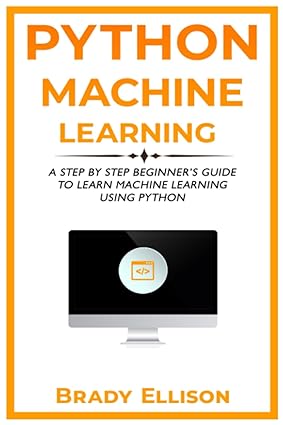 PYTHON
MACHINE
LEARNING
A STEP BY STEP BEGINNER'S GUIDE
TO LEARN MACHINE LEARNING
USING PYTHON
</>
BRADY ELLISON